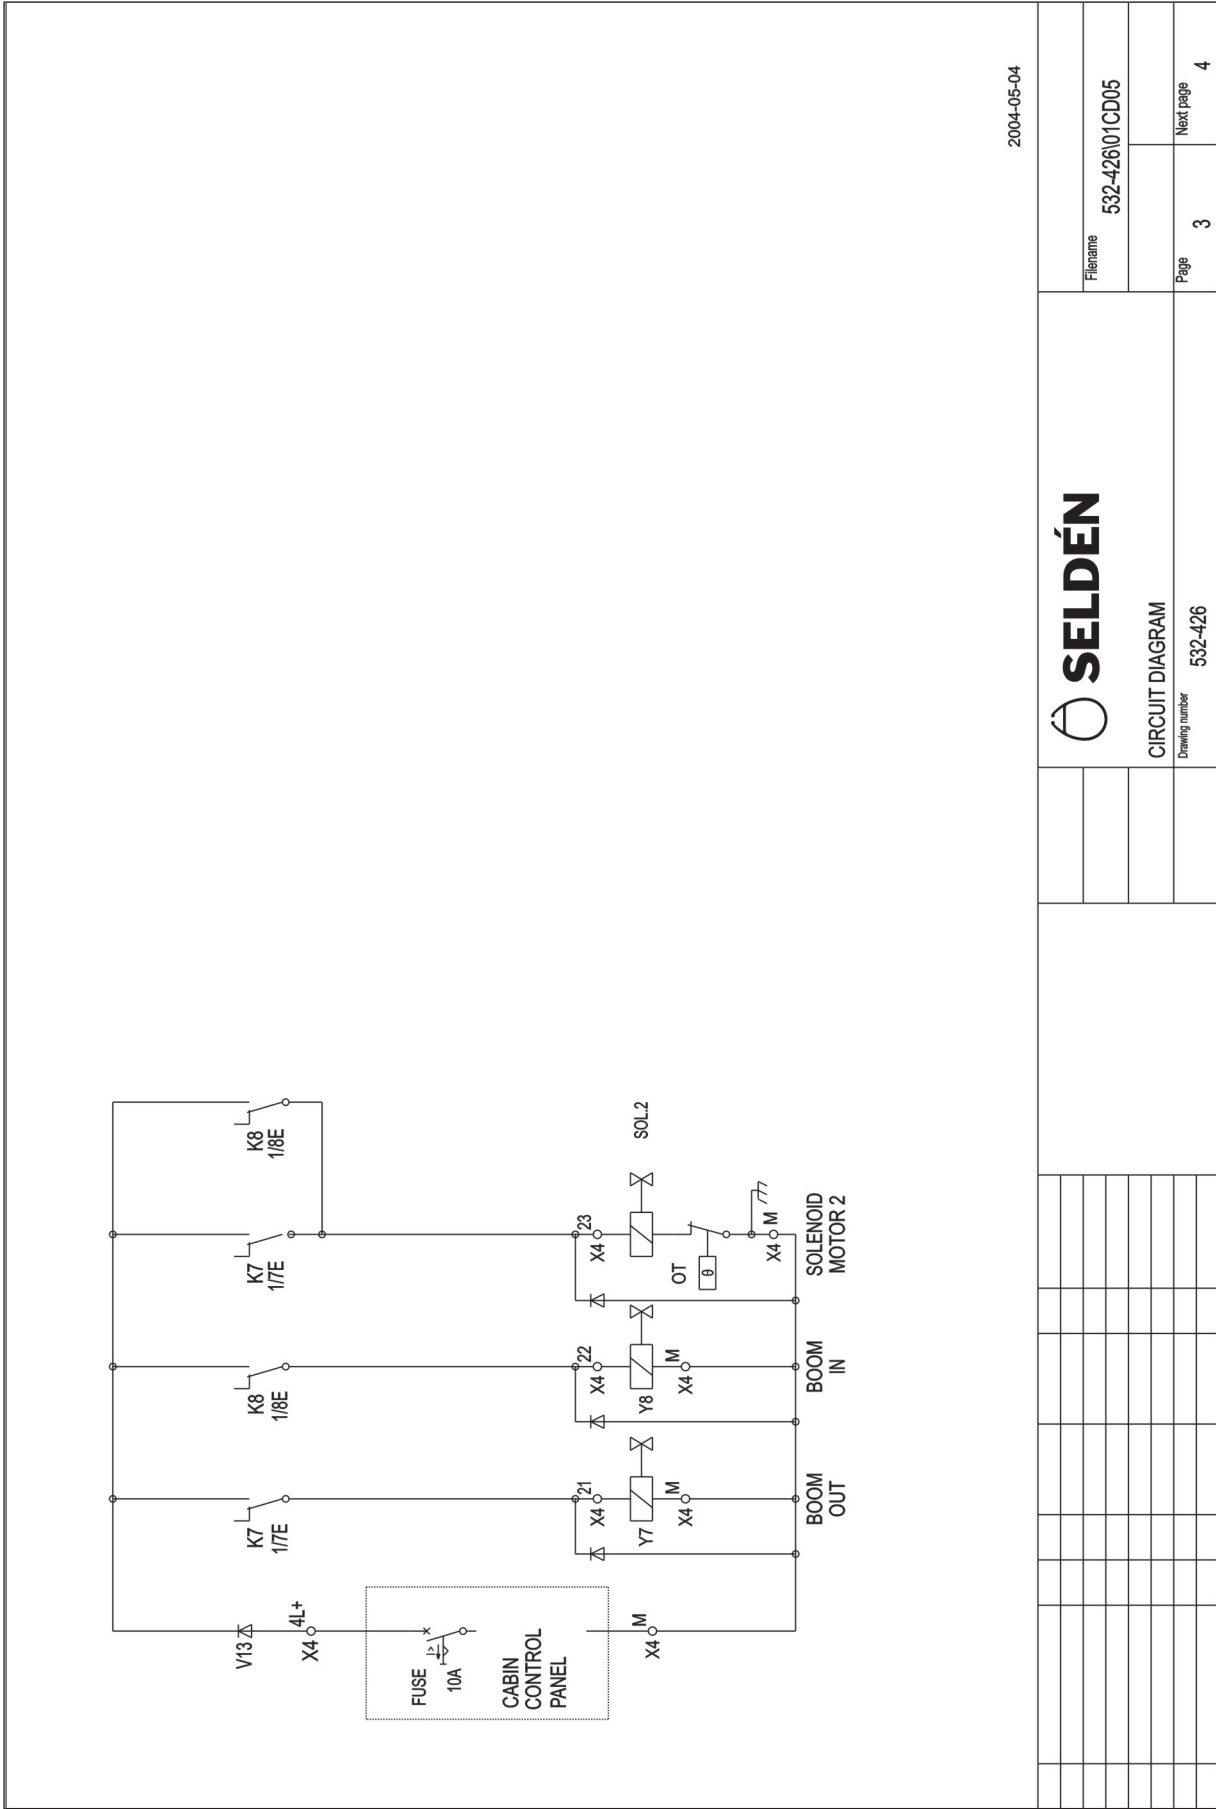 V13
X4 4L+
FUSE
10A
CABIN
CONTROL
PANEL
X4 M
K7
1/7E
X4 21
Y7
X4 M
BOOM
OUT
K8
1/8E
X4 22
Y8
X4 M
BOOM
IN
K7
1/7E
X4 23
OT
θ
X4 M
SOLENOID
MOTOR 2
K8
1/8E
SOL.2
I>
2004-05-04
SELDÉN
CIRCUIT DIAGRAM
Drawing number
532-426
Filename
532-426\01CD05
Page
3
Next page
4